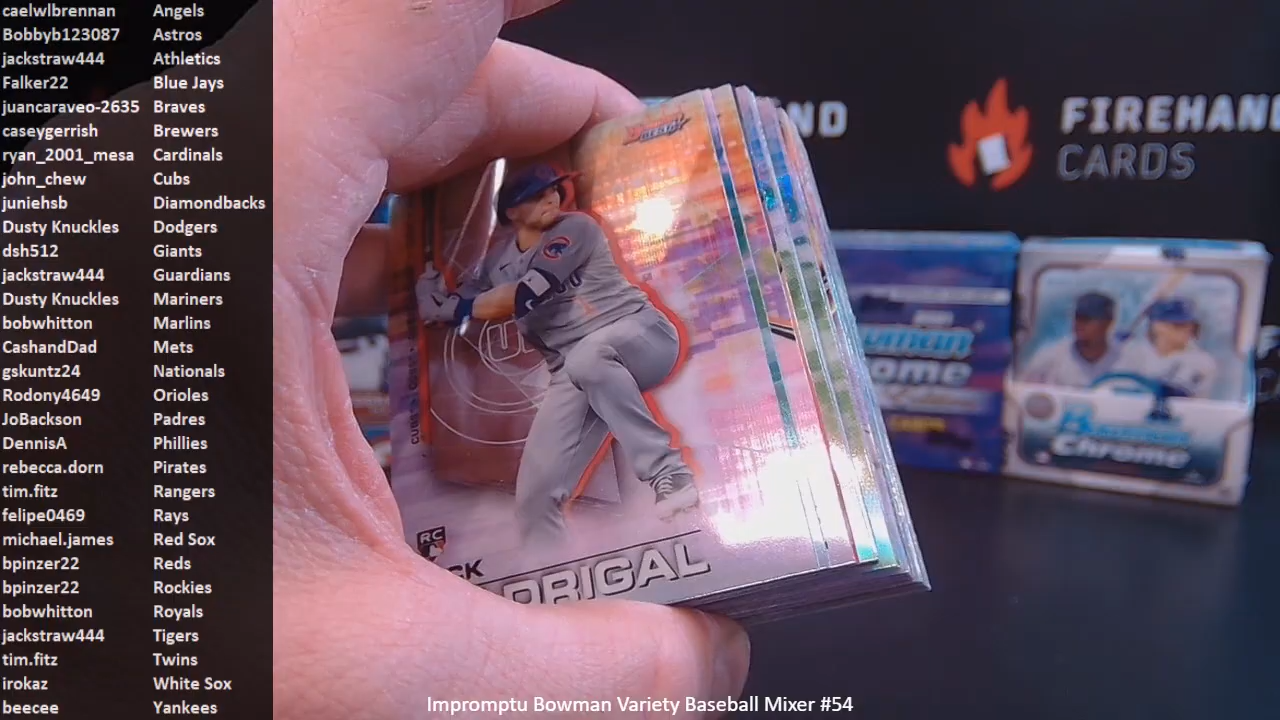 caelwlbrennan Angels
Bobbyb123087 Astros
jackstraw444 Athletics
Falker22 Blue Jays
juancaraveo-2635 Braves
caseygerrish Brewers
ryan_2001_mesa Cardinals
john_chew Cubs
juniehsb Diamondbacks
Dusty Knuckles Dodgers
dsh512 Giants
jackstraw444 Guardians
Dusty Knuckles Mariners
bobwhitton Marlins
CashandDad Mets
gskuntz24 Nationals
Rodony4649 Orioles
JoBackson Padres
DennisA Phillies
rebecca.dorn Pirates
tim.fitz Rangers
felipe0469 Rays
michael.james Red Sox
bpinzer22 Reds
bpinzer22 Rockies
bobwhitton Royals
jackstraw444 Tigers
tim.fitz Twins
irokaz White Sox
beecee Yankees
ND
FIREHAN
CARDS
Bowman
Chrome
RC
CK
DRIGAL
Impromptu Bowman Variety Baseball Mixer #54